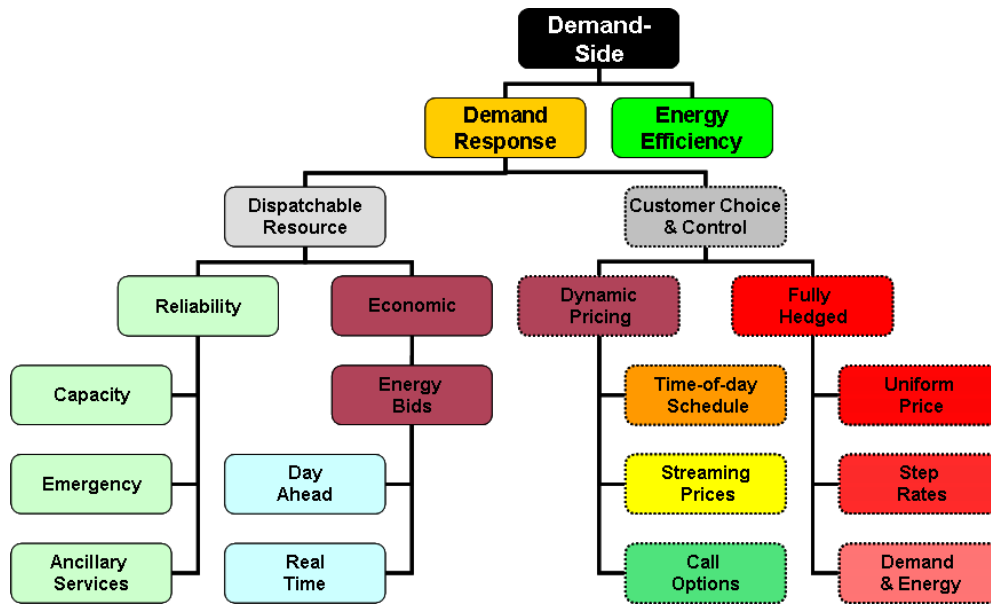 Demand-
Side
Demand
Response
Energy
Efficiency
Dispatchable
Resource
Customer Choice
& Control
Reliability
Economic
Dynamic
Pricing
Fully
Hedged
Capacity
Energy
Bids
Time-of-day
Schedule
Uniform
Price
Emergency
Day
Ahead
Streaming
Prices
Step
Rates
Ancillary
Services
Real
Time
Call
Options
Demand
& Energy